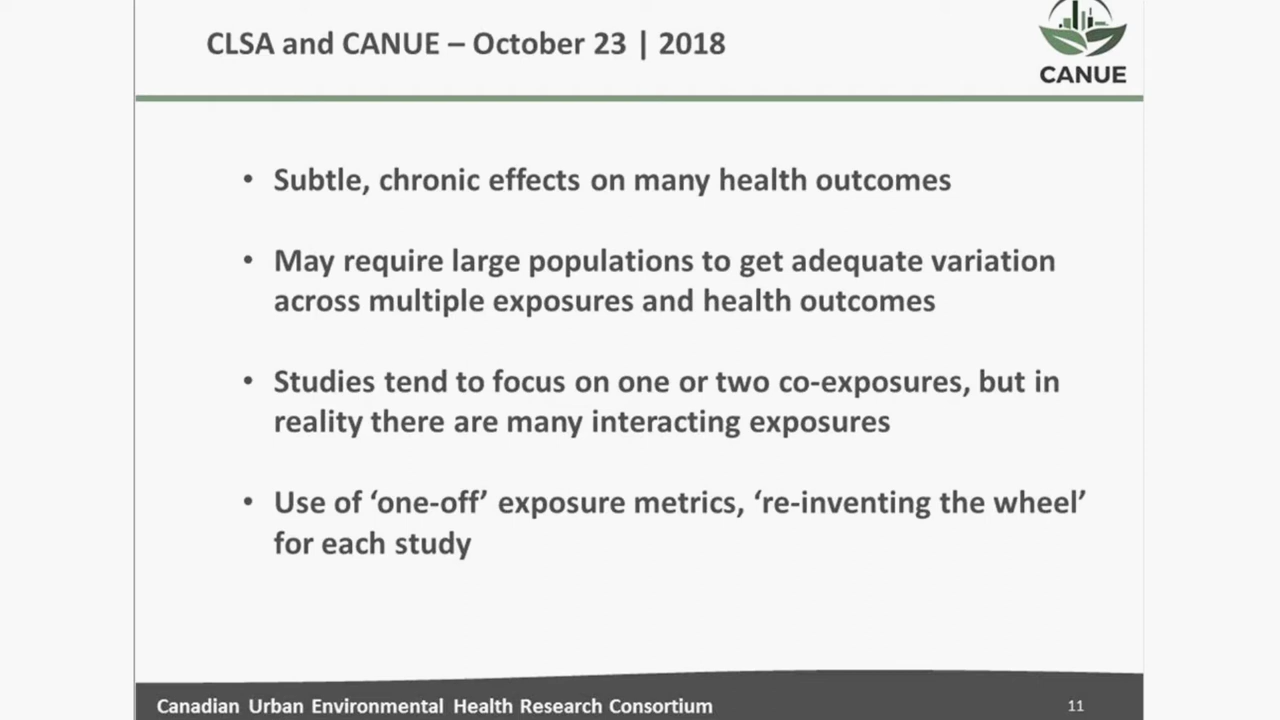 CLSA and CANUE – October 23 | 2018
CANUE
• Subtle, chronic effects on many health outcomes
• May require large populations to get adequate variation
across multiple exposures and health outcomes
• Studies tend to focus on one or two co-exposures, but in
reality there are many interacting exposures
• Use of ‘one-off’ exposure metrics, ‘re-inventing the wheel’
for each study
Canadian Urban Environmental Health Research Consortium
11